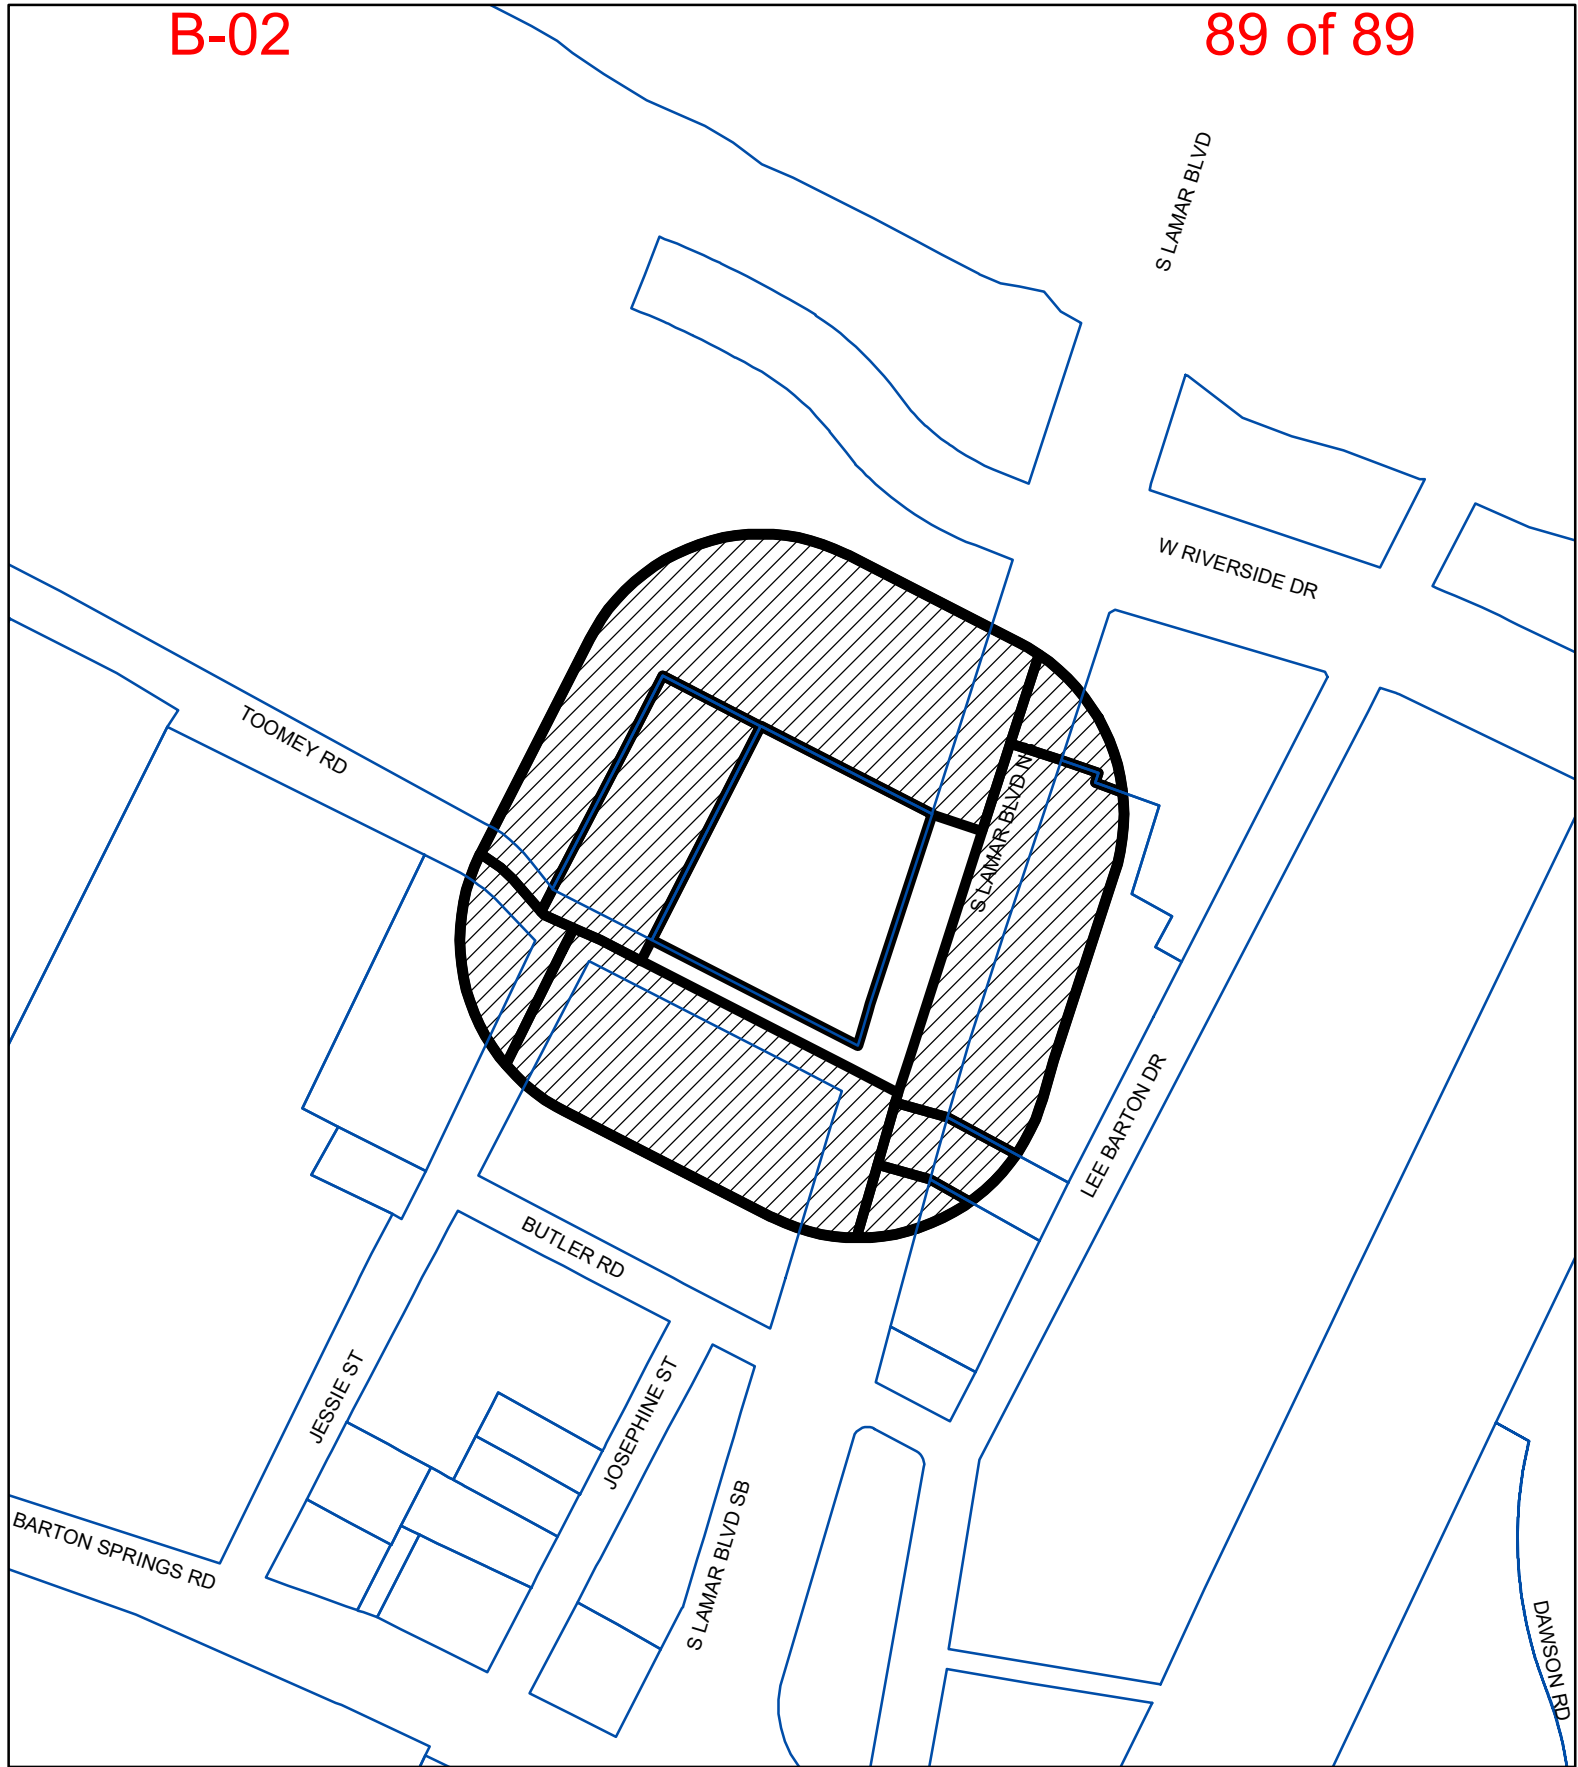 B-02
89 of 89
S LAMAR BLVD
W RIVERSIDE DR
TOOMEY RD
S LAMAR BLVD N
LEE BARTON DR
BUTLER RD
JESSIE ST
JOSEPHINE ST
S LAMAR BLVD SB
BARTON SPRINGS RD
DAWSON RD